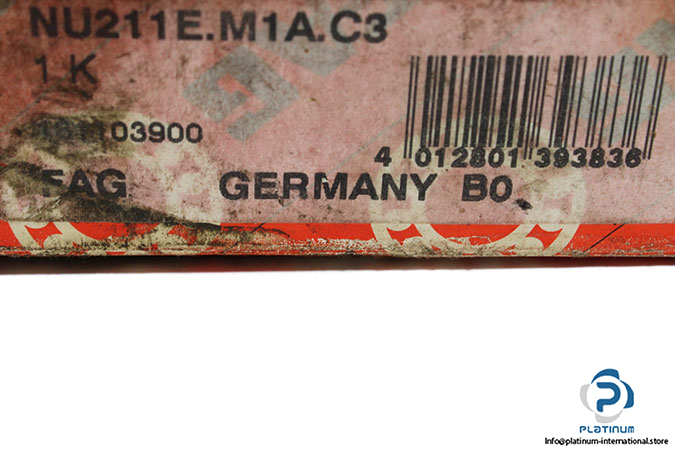 NU211E.M1A.C3
1 K
03900
4 012801 393836
FAG GERMANY B0
PLATINUM
Info@platinum-international.store